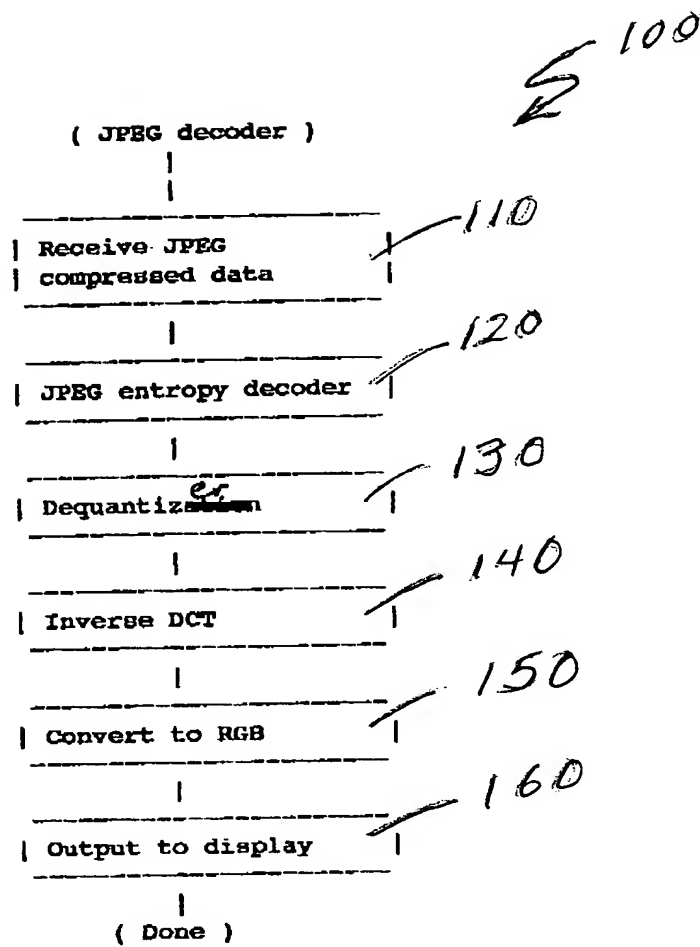 100
( JPEG decoder )
110
Receive JPEG
compressed data
120
JPEG entropy decoder
130
Dequantizer
140
Inverse DCT
150
Convert to RGB
160
Output to display
( Done )